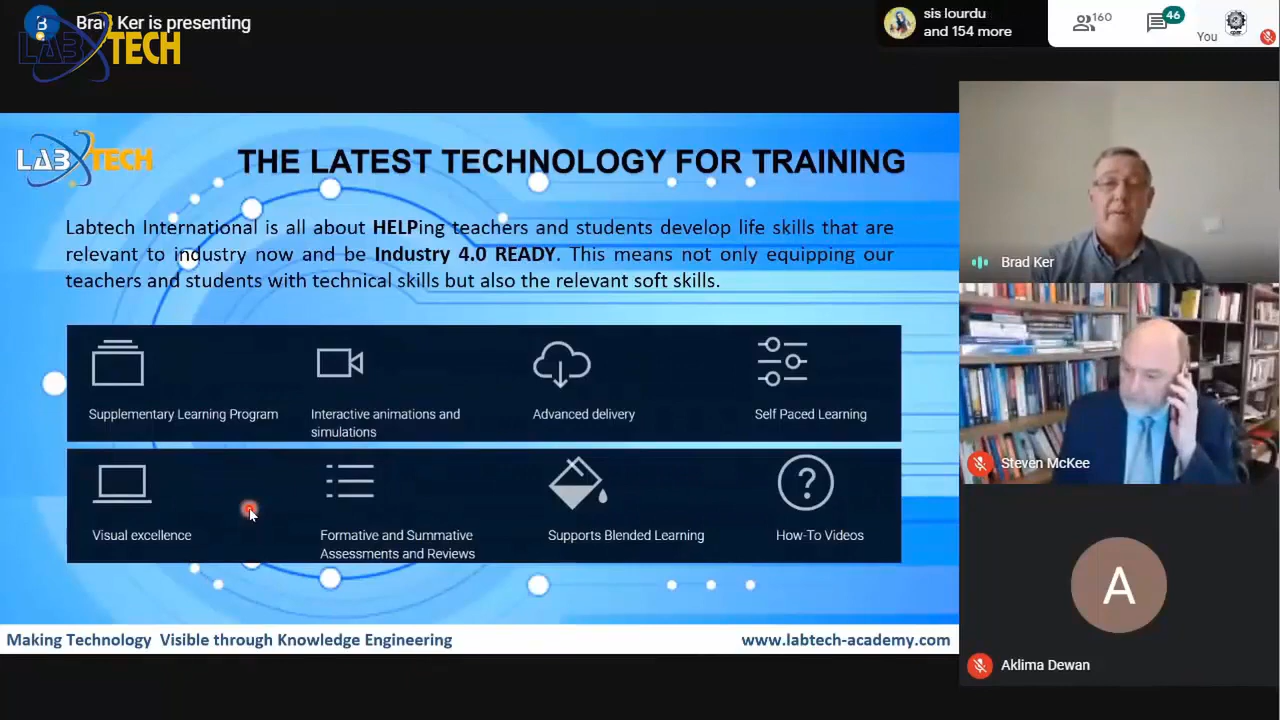 B
Brad Ker is presenting
LAB TECH
sis lourdu
and 154 more
160
46
You
LAB TECH
THE LATEST TECHNOLOGY FOR TRAINING
Labtech International is all about HELPing teachers and students develop life skills that are
relevant to industry now and be Industry 4.0 READY. This means not only equipping our
teachers and students with technical skills but also the relevant soft skills.
Supplementary Learning Program
Interactive animations and
simulations
Advanced delivery
Self Paced Learning
Visual excellence
Formative and Summative
Assessments and Reviews
Supports Blended Learning
?
How-To Videos
Making Technology  Visible through Knowledge Engineering
www.labtech-academy.com
Brad Ker
Steven McKee
A
Aklima Dewan